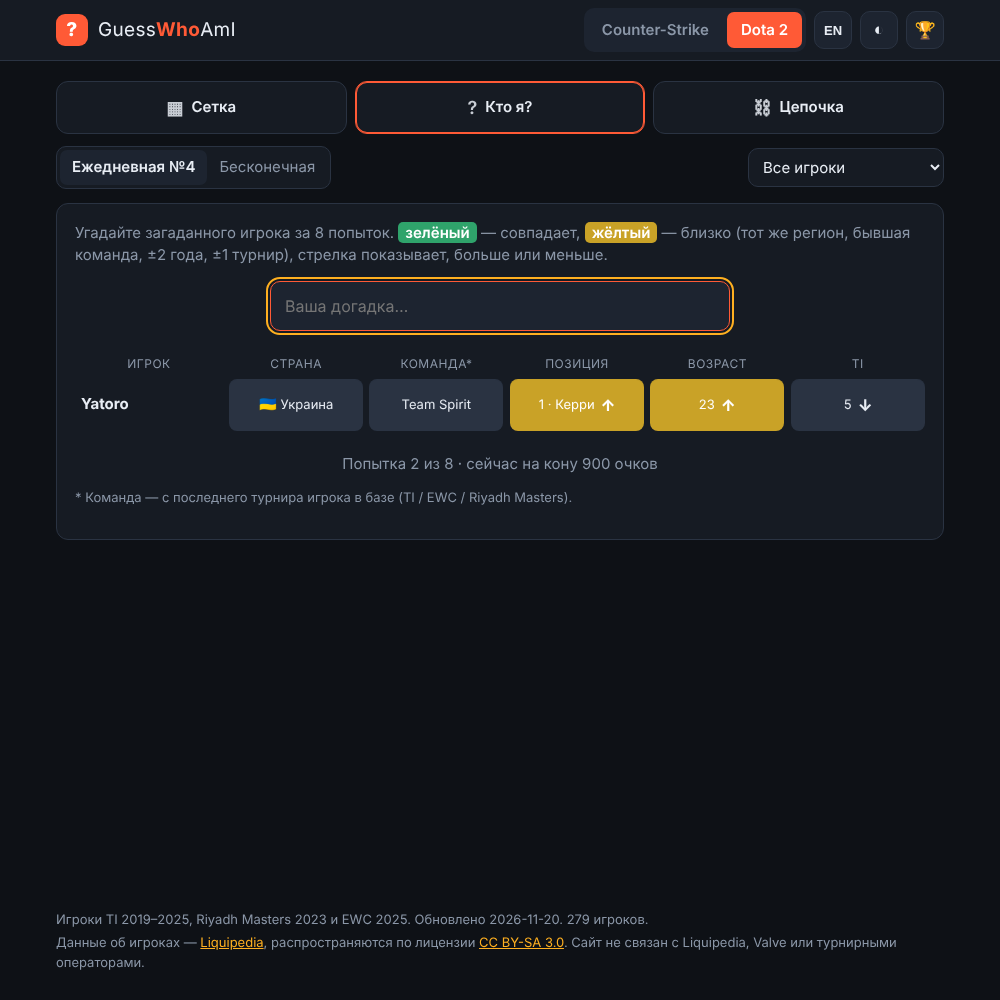 ? GuessWhoAmI Counter-Strike Dota 2 EN
Сетка ? Кто я? Цепочка
Ежедневная №4 Бесконечная Все игроки
Угадайте загаданного игрока за 8 попыток. зелёный — совпадает, жёлтый — близко (тот же регион, бывшая
команда, ±2 года, ±1 турнир), стрелка показывает, больше или меньше.
Ваша догадка...
ИГРОК СТРАНА КОМАНДА* ПОЗИЦИЯ ВОЗРАСТ TI
Yatoro Украина Team Spirit 1 · Керри ↑ 23 ↑ 5 ↓
Попытка 2 из 8 · сейчас на кону 900 очков
* Команда — с последнего турнира игрока в базе (TI / EWC / Riyadh Masters).
Игроки TI 2019–2025, Riyadh Masters 2023 и EWC 2025. Обновлено 2026-11-20. 279 игроков.
Данные об игроках — Liquipedia, распространяются по лицензии CC BY-SA 3.0. Сайт не связан с Liquipedia, Valve или турнирными
операторами.